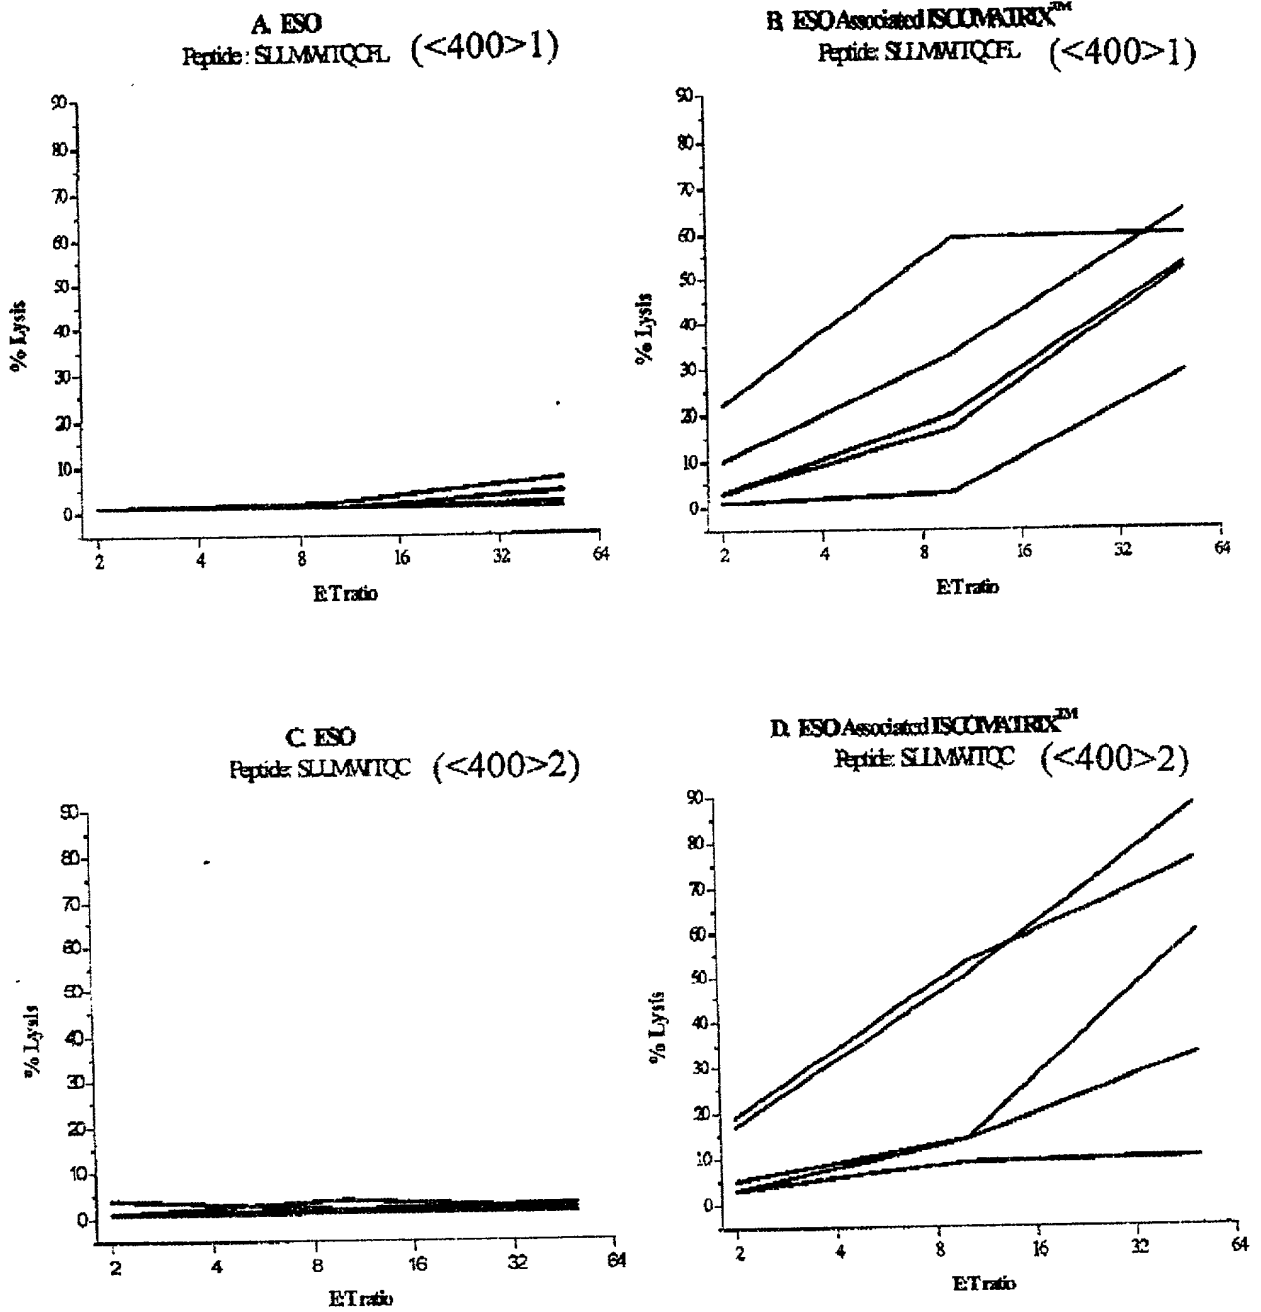 A. ESO
Peptide: SLLMWITQCFL (<400>1)
90
80
70
60
50
40
30
20
10
0
% Lysis
2 4 8 16 32 64
E:T ratio
B. ESO Associated ISCOMATRIX™
Peptide: SLLMWITQCFL (<400>1)
90
80
70
60
50
40
30
20
10
0
% Lysis
2 4 8 16 32 64
E:T ratio
C. ESO
Peptide: SLLMWITQC (<400>2)
90
80
70
60
50
40
30
20
10
0
% Lysis
2 4 8 16 32 64
E:T ratio
D. ESO Associated ISCOMATRIX™
Peptide: SLLMWITQC (<400>2)
90
80
70
60
50
40
30
20
10
0
% Lysis
2 4 8 16 32 64
E:T ratio